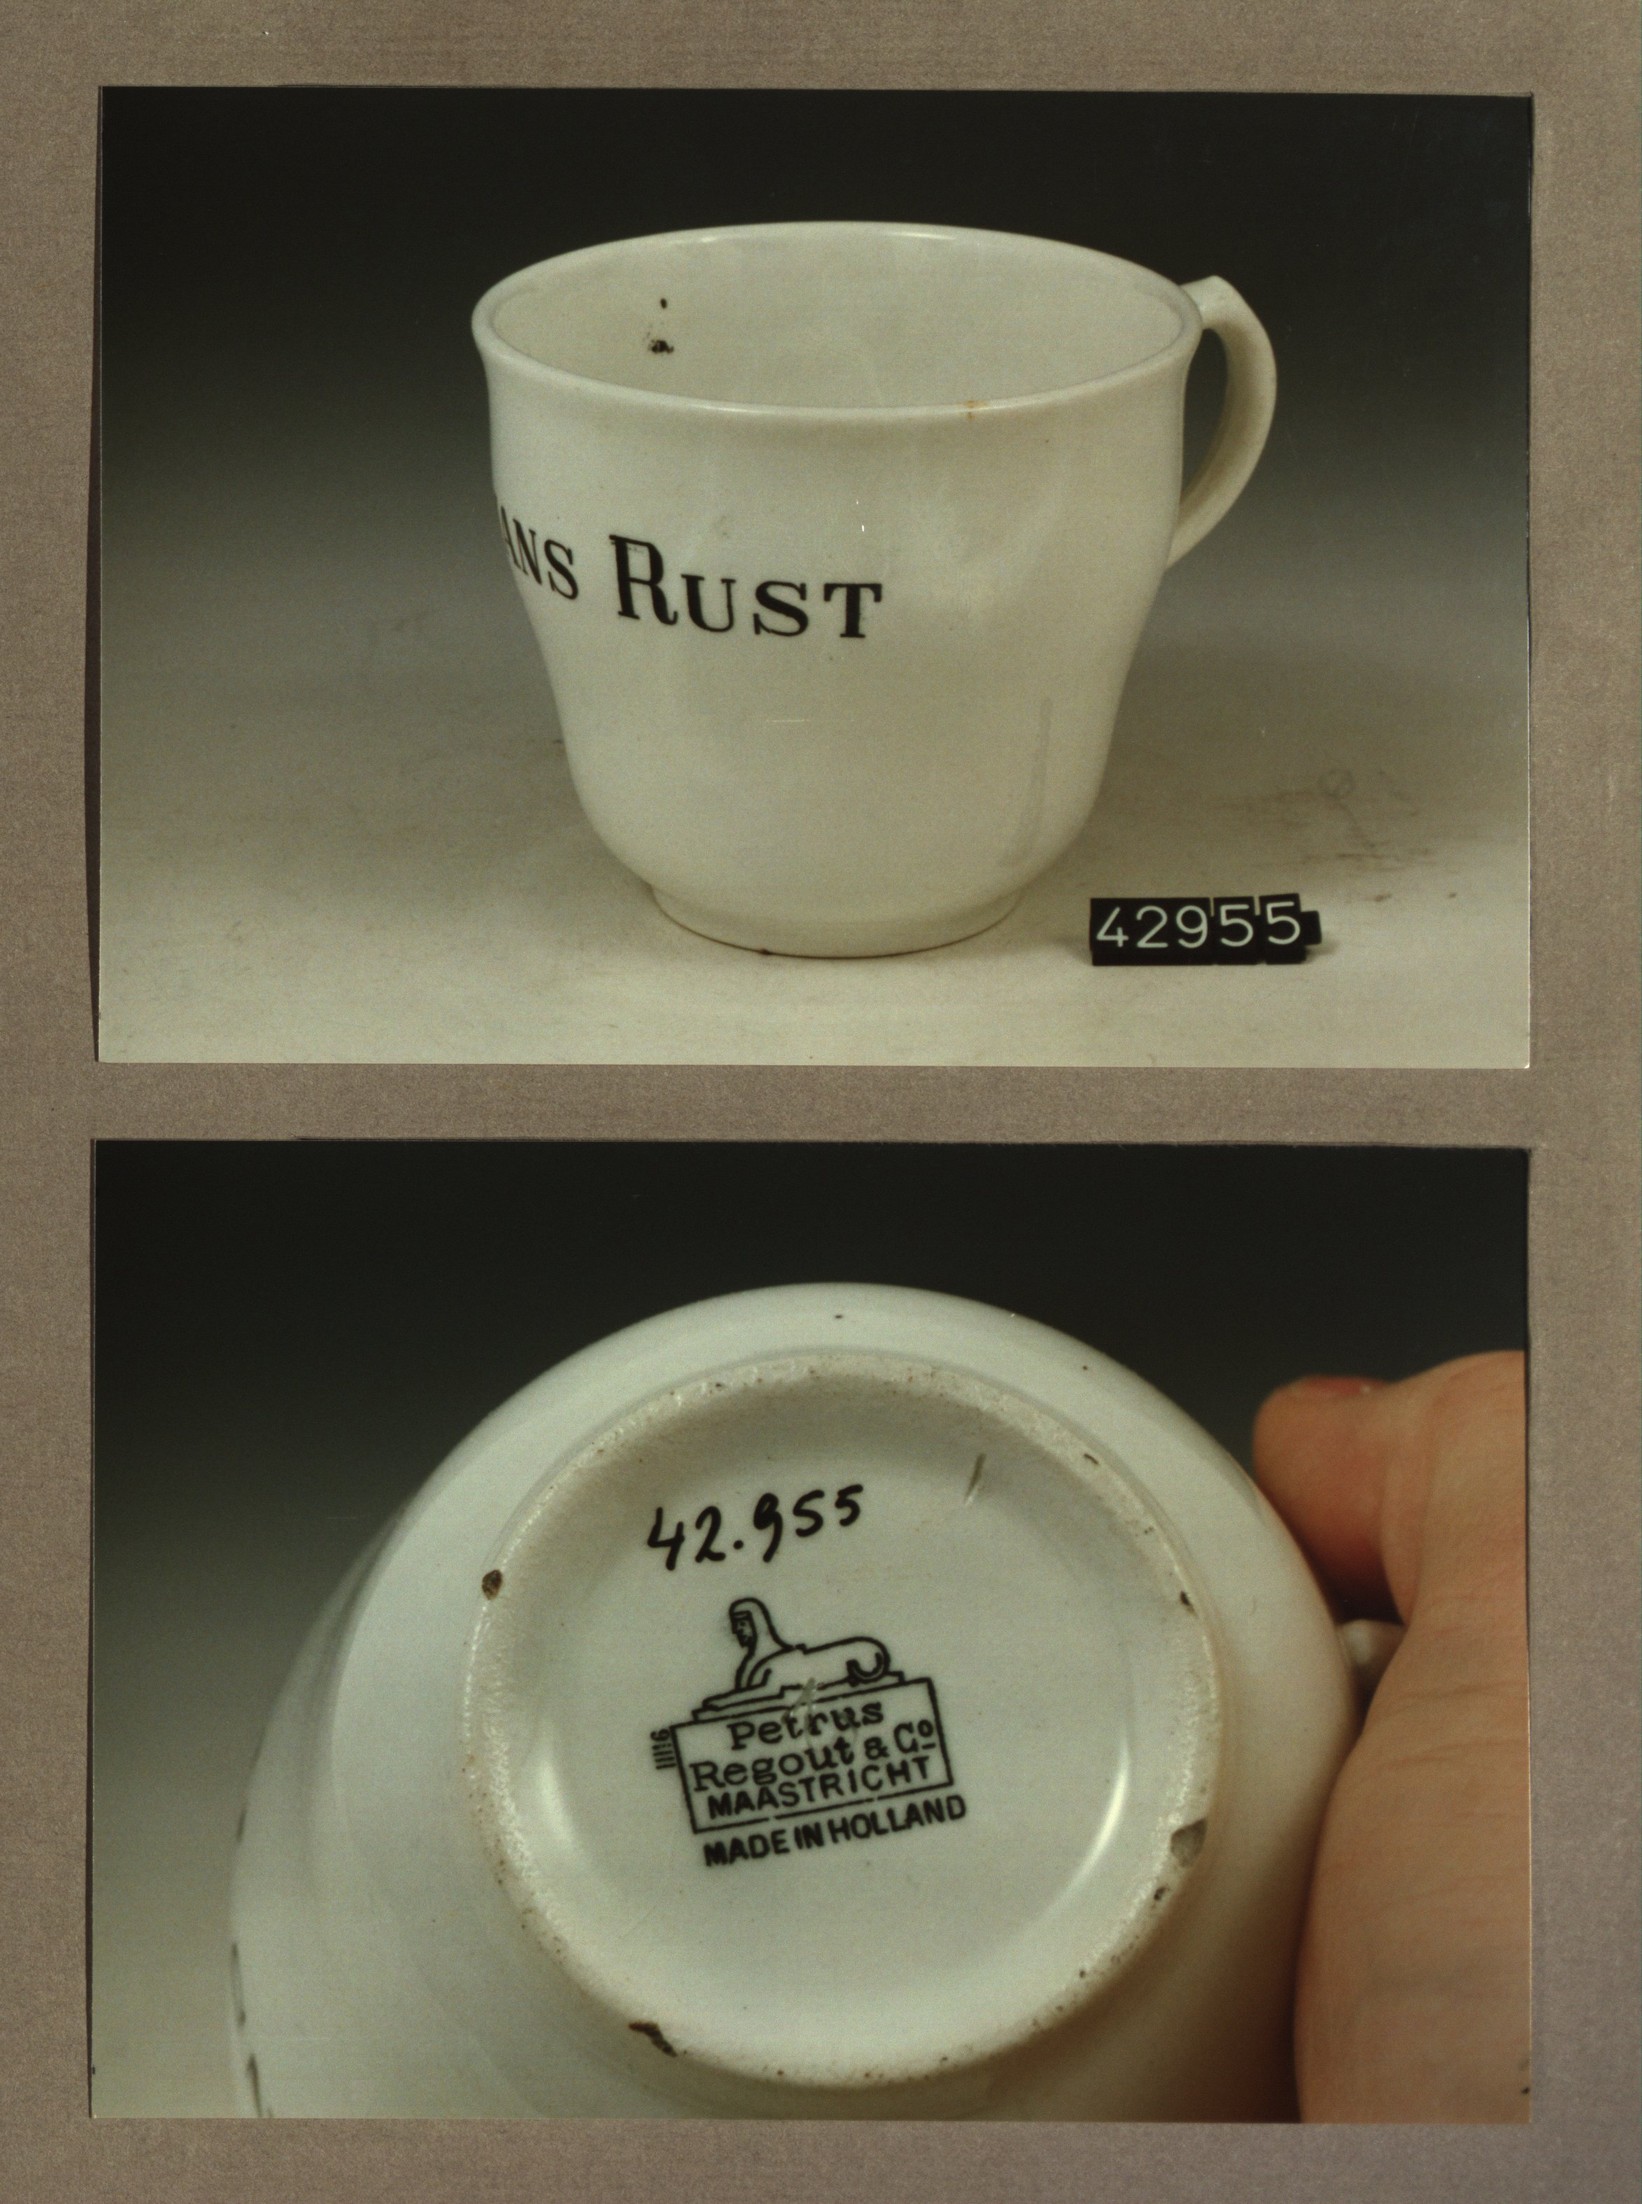 ANS RUST
42955
42.955
Petrus
Regout & Co
MAASTRICHT
MADE IN HOLLAND